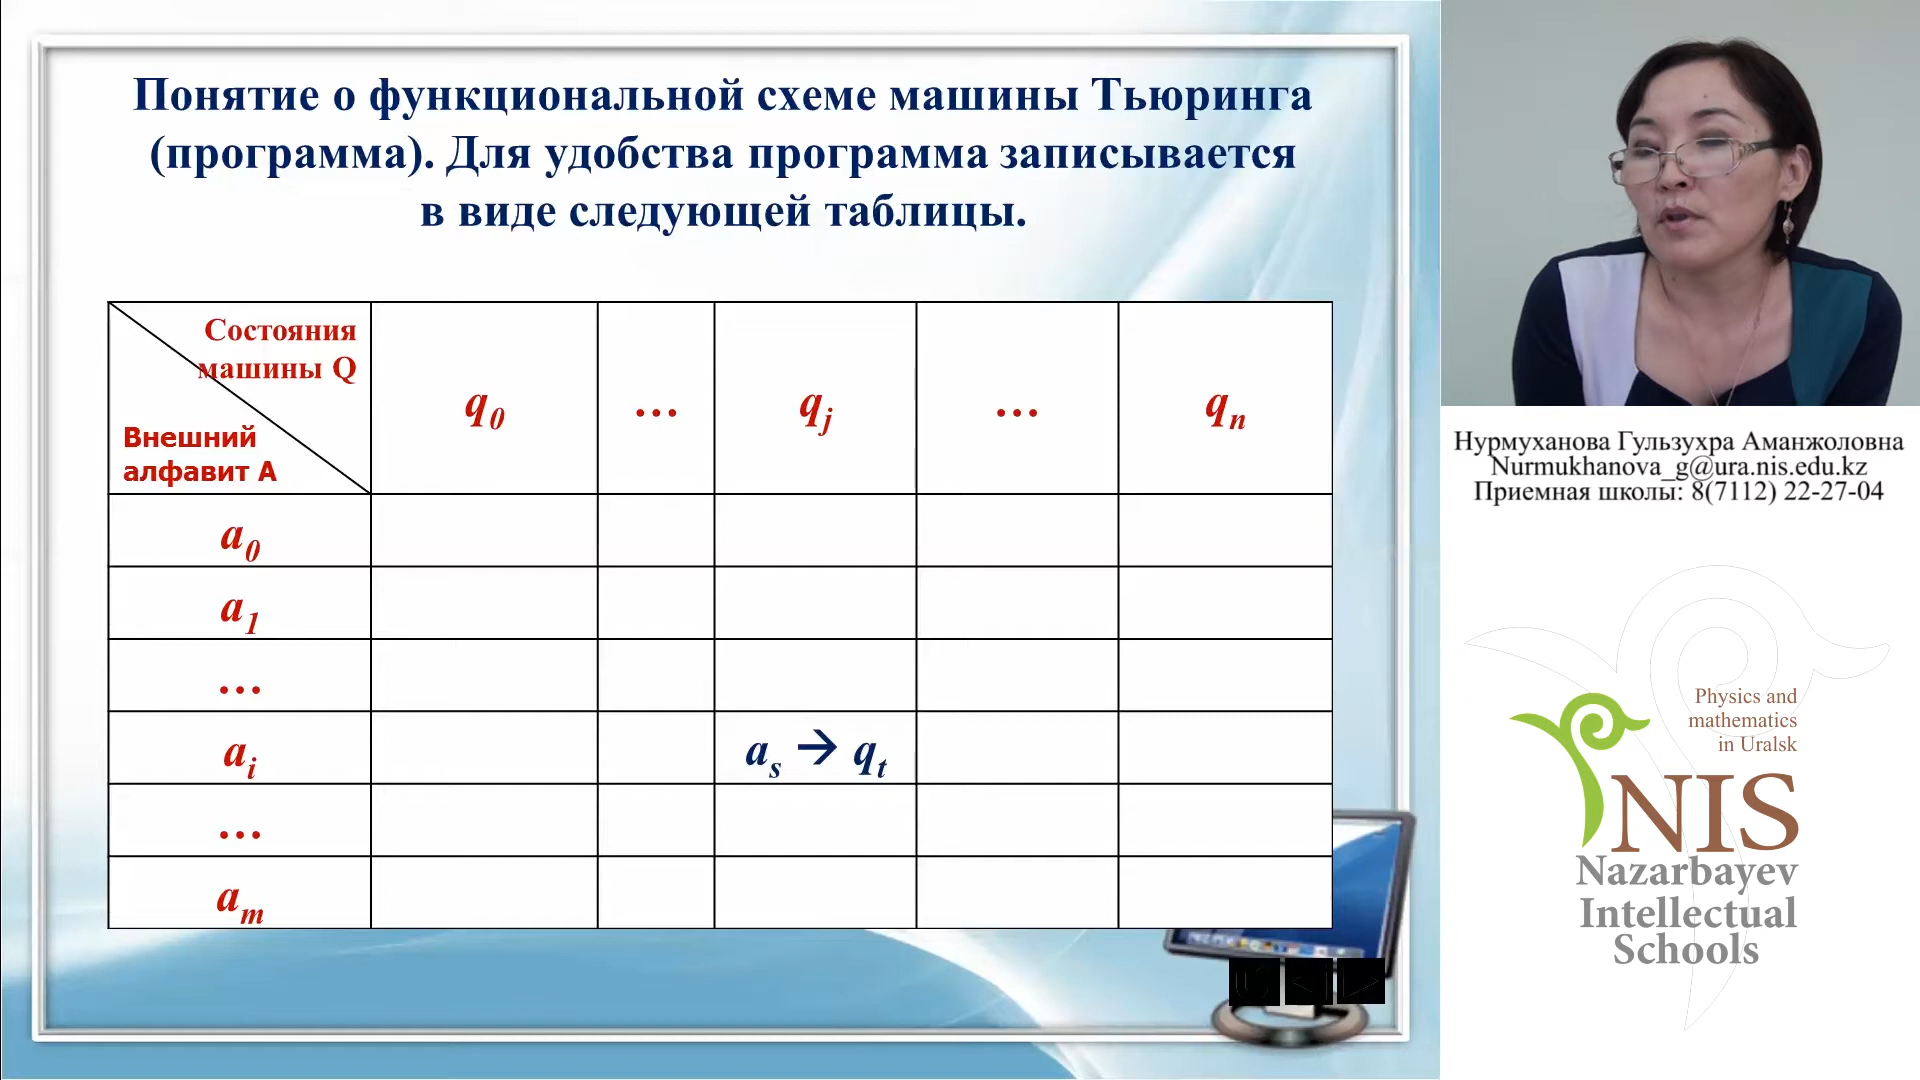 Понятие о функциональной схеме машины Тьюринга
(программа). Для удобства программа записывается
в виде следующей таблицы.
Состояния
машины Q
Внешний
алфавит A
q0 … qj … qn
a0
a1
…
ai as → qt
…
am
Нурмуханова Гульзухра Аманжоловна
Nurmukhanova_g@ura.nis.edu.kz
Приемная школы: 8(7112) 22-27-04
Physics and
mathematics
in Uralsk
NIS
Nazarbayev
Intellectual
Schools